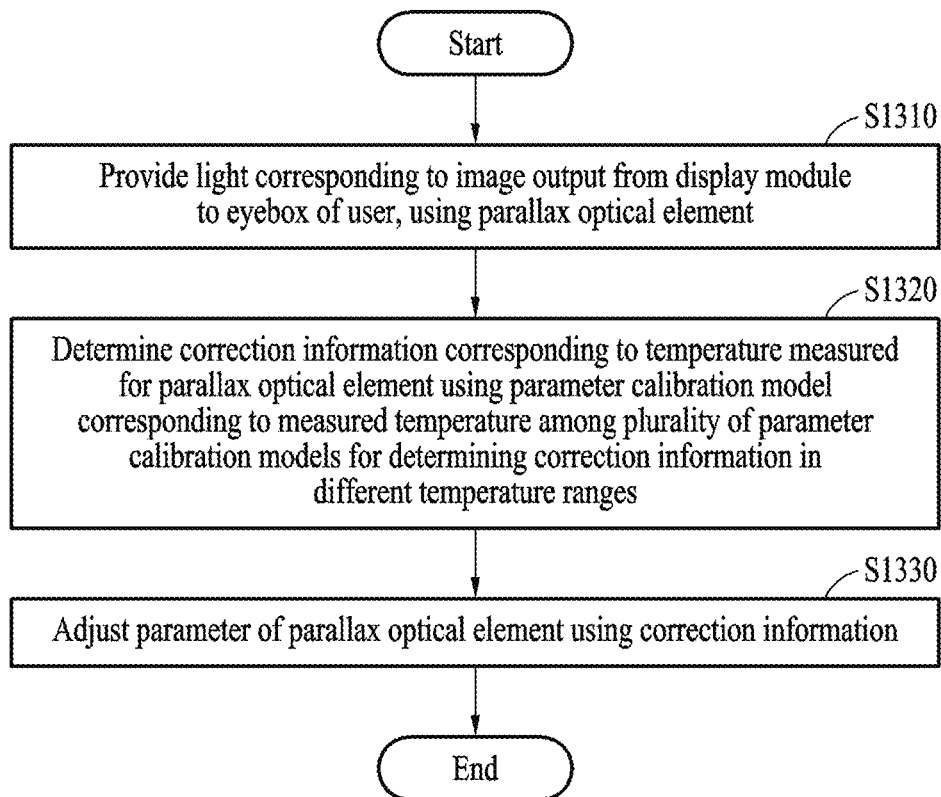 Start
S1310
Provide light corresponding to image output from display module
to eyebox of user, using parallax optical element
S1320
Determine correction information corresponding to temperature measured
for parallax optical element using parameter calibration model
corresponding to measured temperature among plurality of parameter
calibration models for determining correction information in
different temperature ranges
S1330
Adjust parameter of parallax optical element using correction information
End